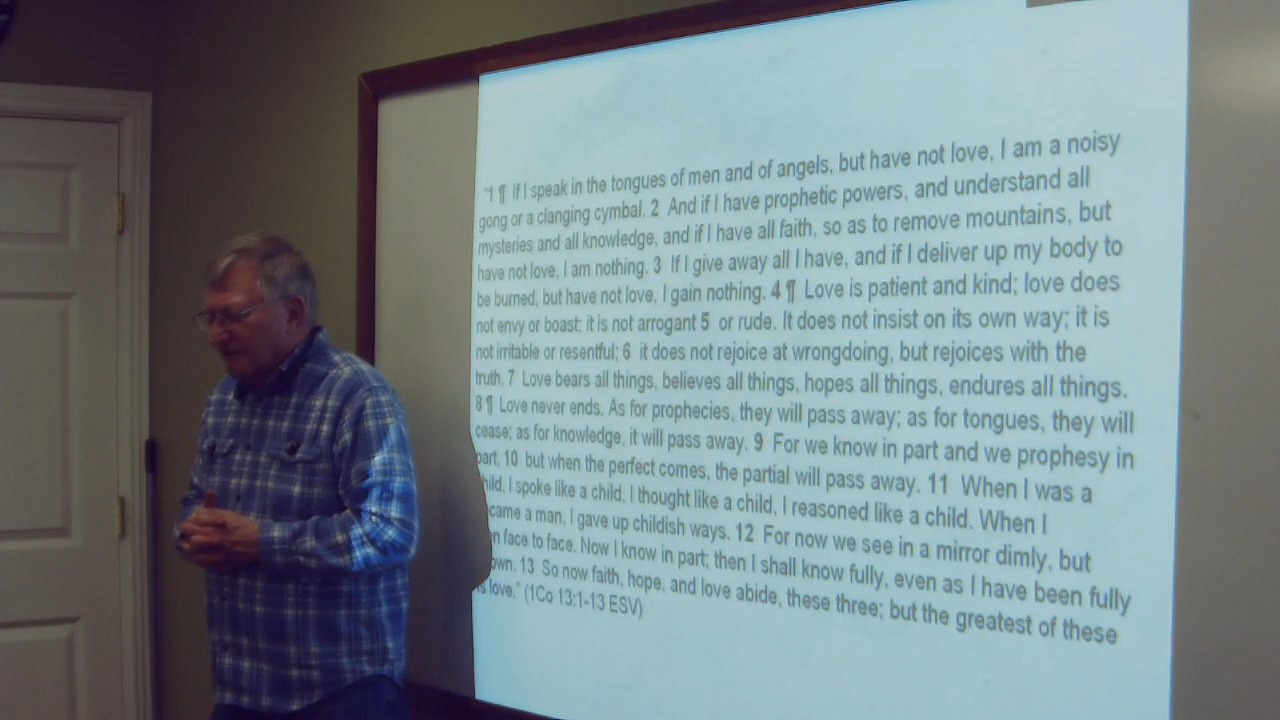 "1 ¶ If I speak in the tongues of men and of angels, but have not love, I am a noisy
gong or a clanging cymbal. 2 And if I have prophetic powers, and understand all
mysteries and all knowledge, and if I have all faith, so as to remove mountains, but
have not love, I am nothing. 3 If I give away all I have, and if I deliver up my body to
be burned, but have not love, I gain nothing. 4 ¶ Love is patient and kind; love does
not envy or boast; it is not arrogant 5 or rude. It does not insist on its own way; it is
not irritable or resentful; 6 it does not rejoice at wrongdoing, but rejoices with the
truth. 7 Love bears all things, believes all things, hopes all things, endures all things.
8 ¶ Love never ends. As for prophecies, they will pass away; as for tongues, they will
cease; as for knowledge, it will pass away. 9 For we know in part and we prophesy in
part, 10 but when the perfect comes, the partial will pass away. 11 When I was a
hild, I spoke like a child, I thought like a child, I reasoned like a child. When I
came a man, I gave up childish ways. 12 For now we see in a mirror dimly, but
n face to face. Now I know in part; then I shall know fully, even as I have been fully
own. 13 So now faith, hope, and love abide, these three; but the greatest of these
is love." (1Co 13:1-13 ESV)